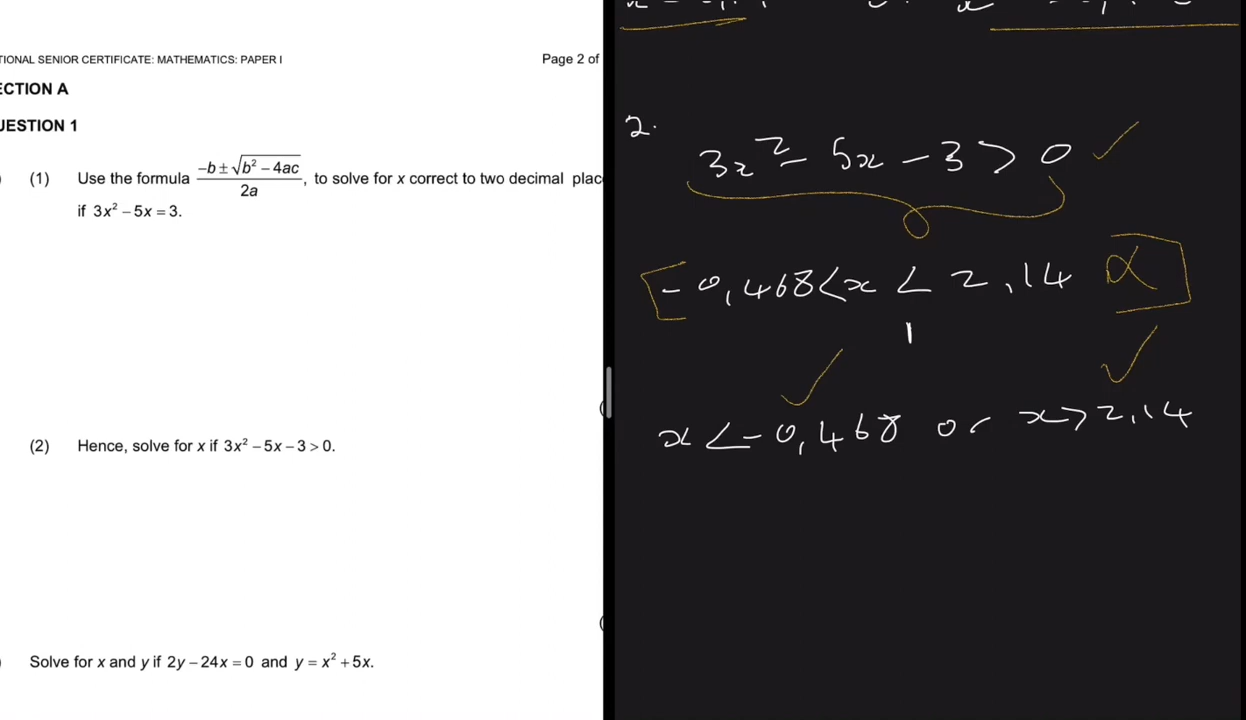 TIONAL SENIOR CERTIFICATE: MATHEMATICS: PAPER I
Page 2 of
ECTION A
UESTION 1
(1) Use the formula (−b ± √(b² − 4ac))/(2a), to solve for x correct to two decimal plac
if 3x² − 5x = 3.
(2) Hence, solve for x if 3x² − 5x − 3 > 0.
Solve for x and y if 2y − 24x = 0 and y = x² + 5x.
2.
3x² − 5x − 3 > 0 ✓
[−0,468 < x < 2,14 ]
x < −0,468 or x > 2,14